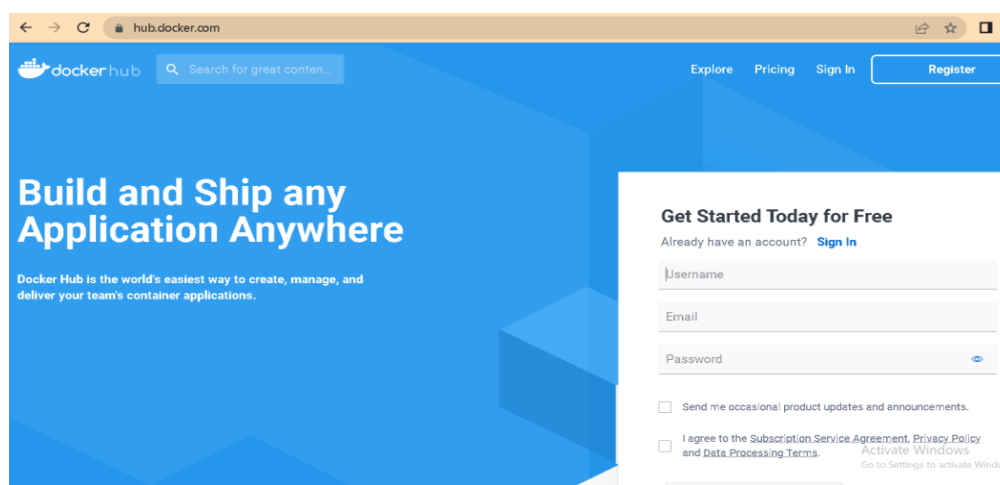 hub.docker.com
dockerhub
Search for great conten...
Explore Pricing Sign In Register
Build and Ship any
Application Anywhere
Docker Hub is the world's easiest way to create, manage, and
deliver your team's container applications.
Get Started Today for Free
Already have an account? Sign In
Username
Email
Password
Send me occasional product updates and announcements.
I agree to the Subscription Service Agreement, Privacy Policy
and Data Processing Terms.
Activate Windows
Go to Settings to activate Wind